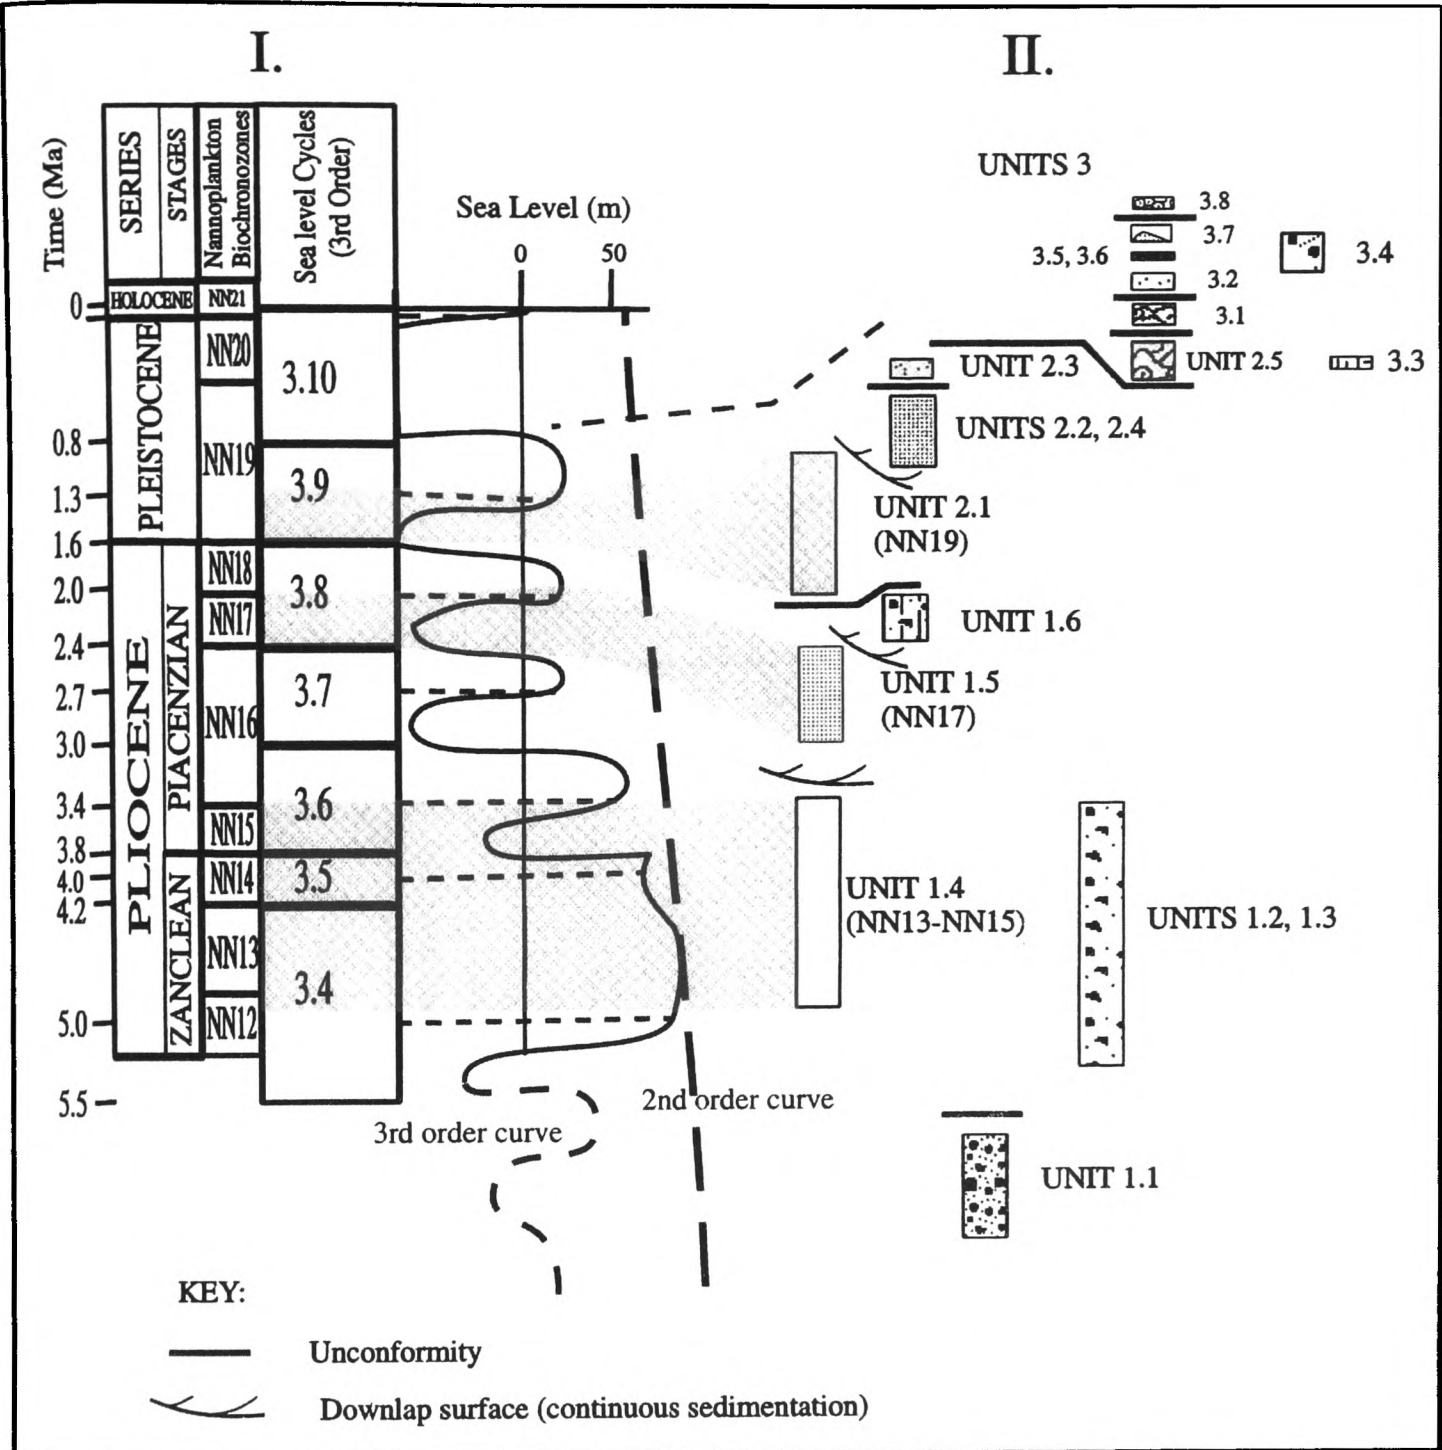 I.
II.
Time (Ma)
SERIES
STAGES
Nannoplankton
Biochronozones
Sea level Cycles
(3rd Order)
Sea Level (m)
0
50
UNITS 3
3.8
3.7
3.5, 3.6
3.4
3.2
3.1
UNIT 2.5
3.3
UNIT 2.3
UNITS 2.2, 2.4
UNIT 2.1
(NN19)
UNIT 1.6
UNIT 1.5
(NN17)
UNIT 1.4
(NN13-NN15)
UNITS 1.2, 1.3
UNIT 1.1
0
0.8
1.3
1.6
2.0
2.4
2.7
3.0
3.4
3.8
4.0
4.2
5.0
5.5
HOLOCENE
PLEISTOCENE
PLIOCENE
PIACENZIAN
ZANCLEAN
NN21
NN20
NN19
NN18
NN17
NN16
NN15
NN14
NN13
NN12
3.10
3.9
3.8
3.7
3.6
3.5
3.4
2nd order curve
3rd order curve
KEY:
Unconformity
Downlap surface (continuous sedimentation)